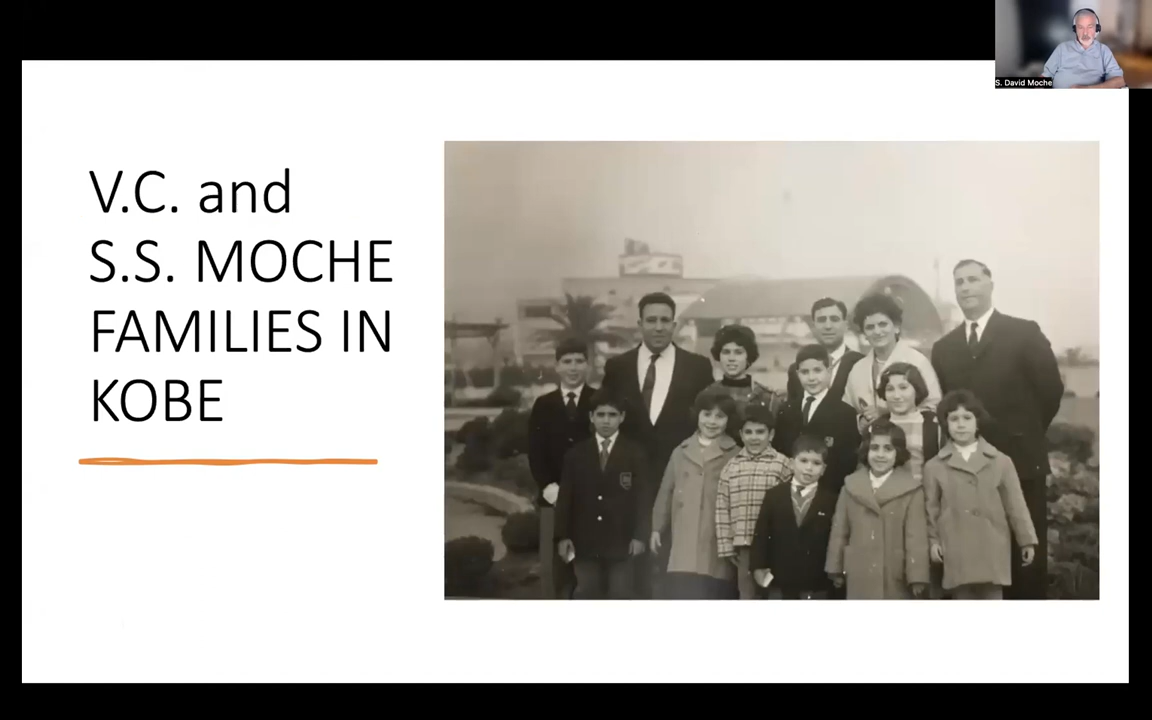 S. David Moche
V.C. and
S.S. MOCHE
FAMILIES IN
KOBE